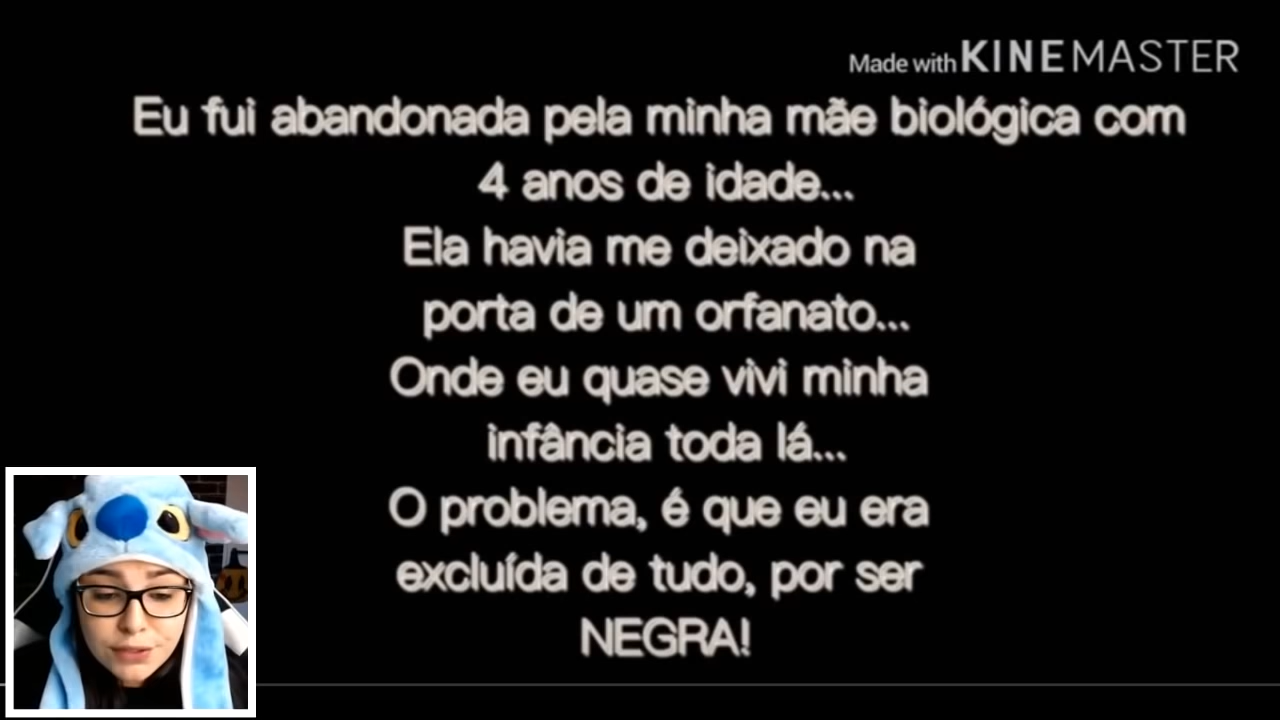 Made with KINEMASTER
Eu fui abandonada pela minha mãe biológica com
4 anos de idade...
Ela havia me deixado na
porta de um orfanato...
Onde eu quase vivi minha
infância toda lá...
O problema, é que eu era
excluída de tudo, por ser
NEGRA!